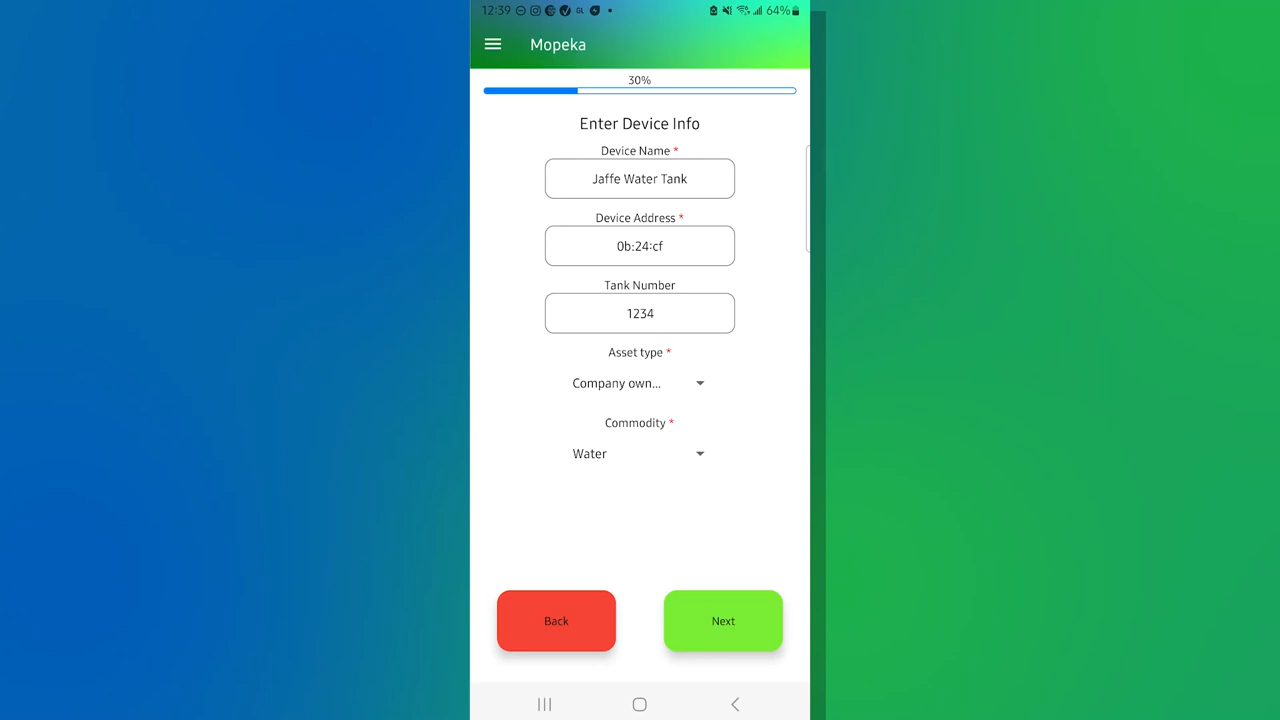 12:39 GL 64%
Mopeka
30%
Enter Device Info
Device Name *
Jaffe Water Tank
Device Address *
0b:24:cf
Tank Number
1234
Asset type *
Company own...
Commodity *
Water
Back Next